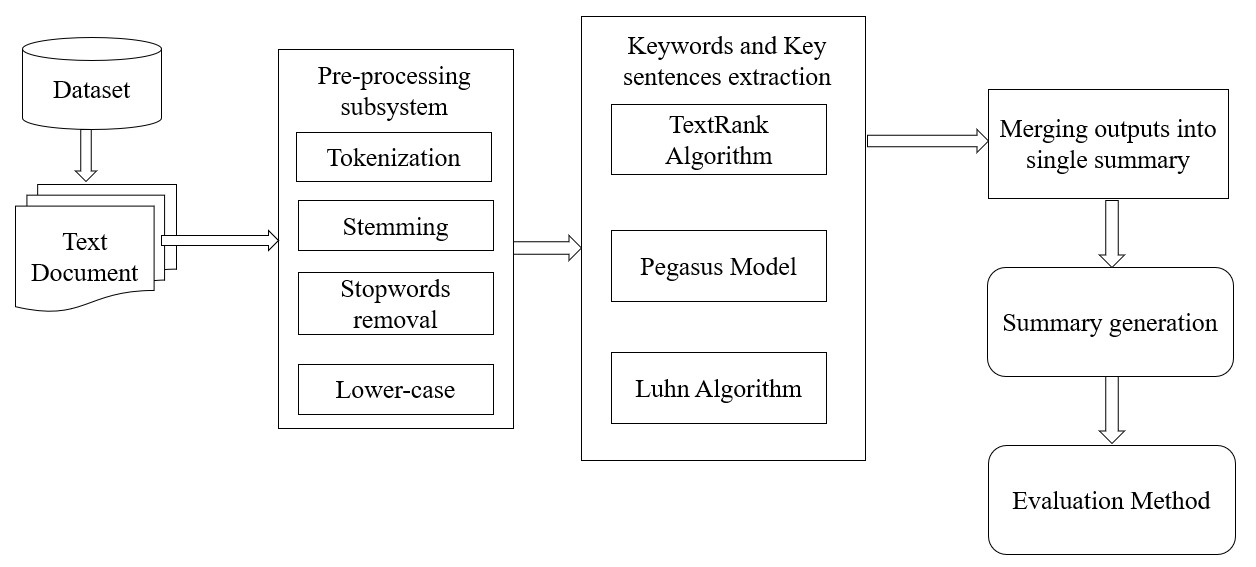 Dataset
Text
Document
Pre-processing
subsystem
Tokenization
Stemming
Stopwords
removal
Lower-case
Keywords and Key
sentences extraction
TextRank
Algorithm
Pegasus Model
Luhn Algorithm
Merging outputs into
single summary
Summary generation
Evaluation Method